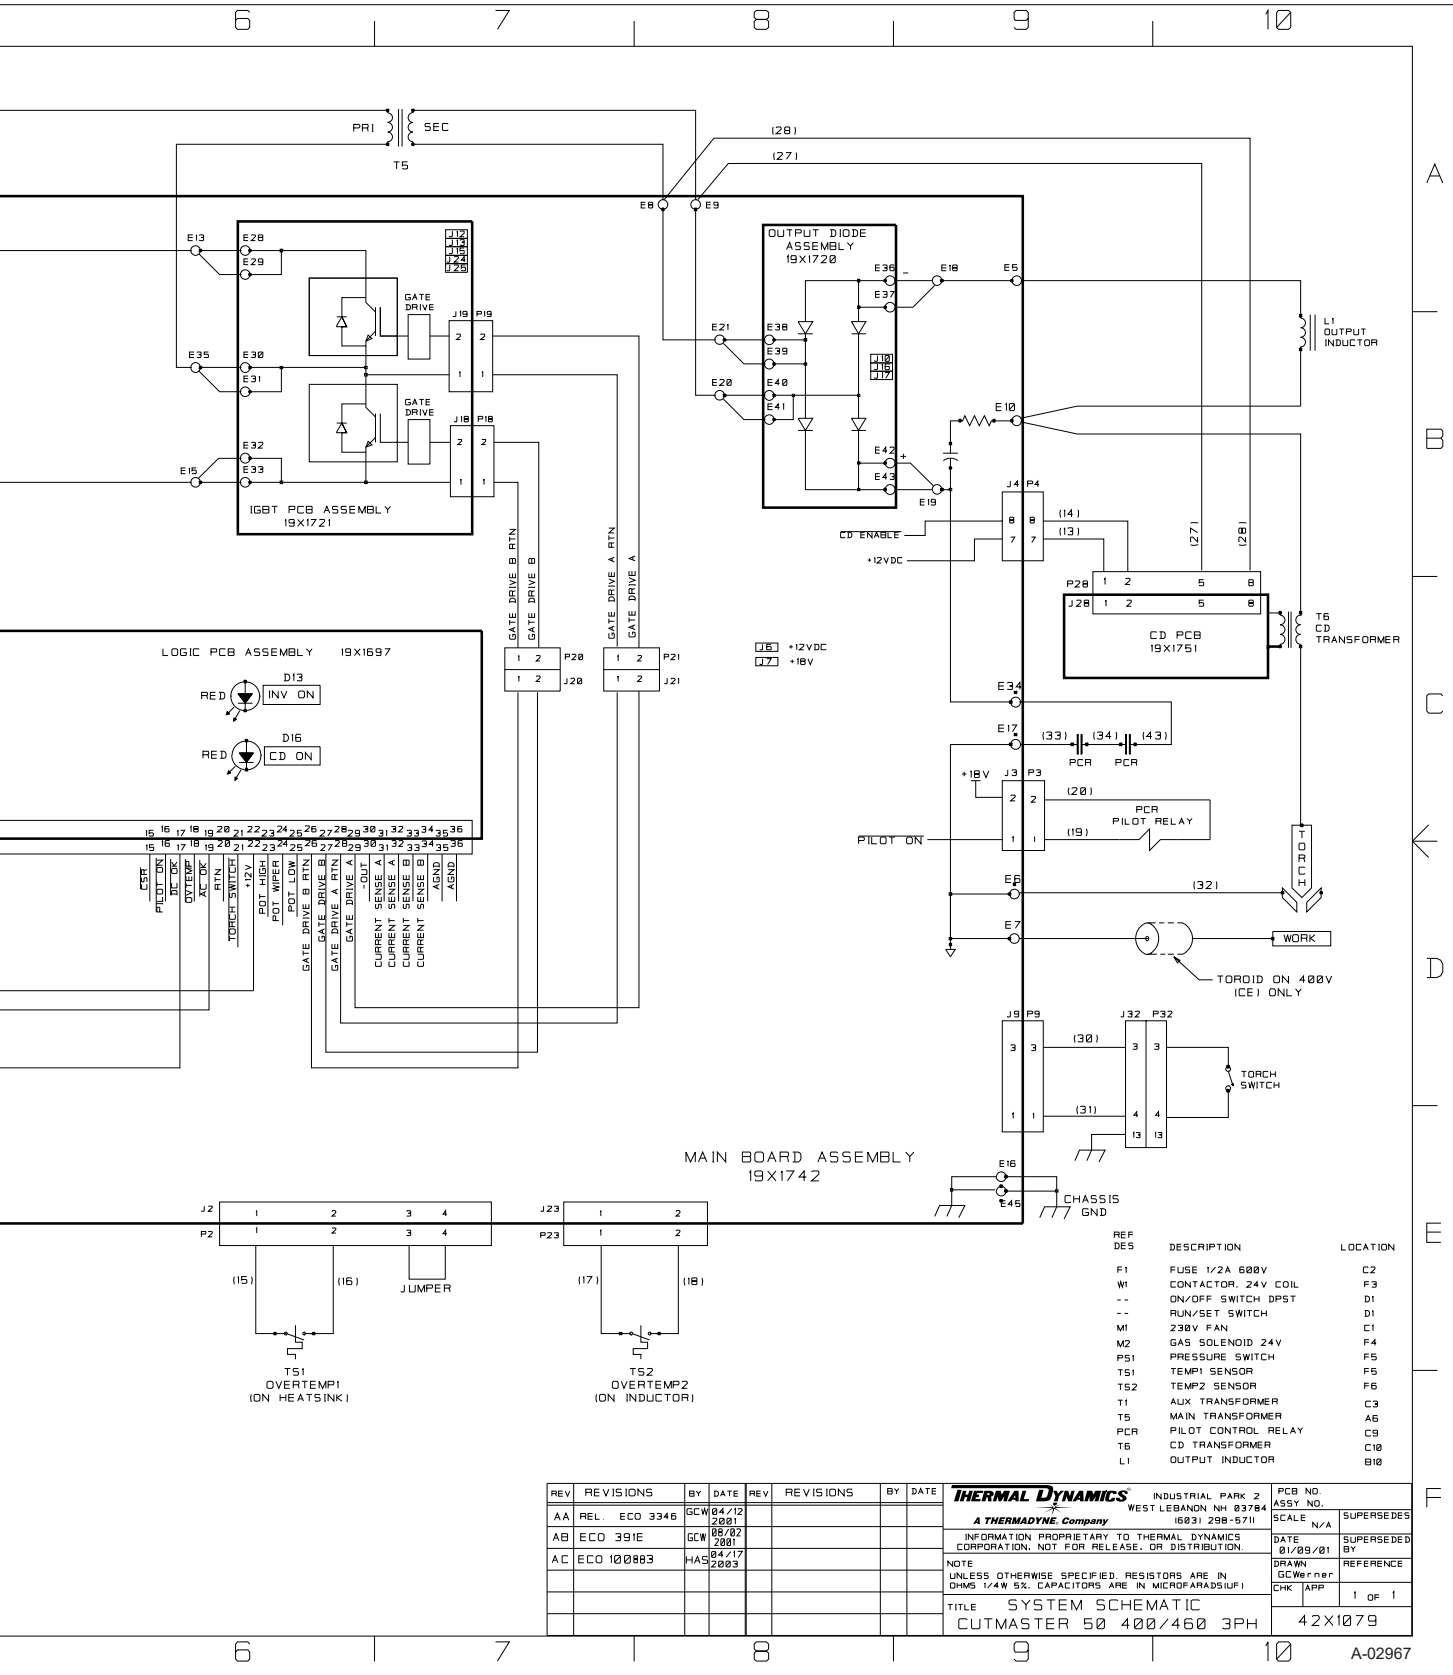 6 7 8 9 10
PRI SEC
T5
(28)
(27)
A
E8 E9
E13 E28
E29
J12
J13
J15
J24
J25
GATE
DRIVE
J19 P19
2 2
1 1
E35 E30
E31
GATE
DRIVE
J18 P18
2 2
1 1
E32
E15 E33
IGBT PCB ASSEMBLY
19X1721
OUTPUT DIODE
ASSEMBLY
19X1720
E36 - E18 E5
E37
E21 E38
E39
J10
J16
J17
E20 E40
E41
E42 +
E43
E19
E10
L1
OUTPUT
INDUCTOR
B
J4 P4
8 8 (14)
7 7 (13)
CD ENABLE
+12VDC
(27)
(28)
GATE DRIVE B RTN
GATE DRIVE B
GATE DRIVE A RTN
GATE DRIVE A
P28 1 2 5 8
J28 1 2 5 8
CD PCB
19X1751
T6
CD
TRANSFORMER
LOGIC PCB ASSEMBLY 19X1697
D13
RED INV ON
D16
RED CD ON
1 2 P20
1 2 J20
1 2 P21
1 2 J21
J6 +12VDC
J7 +18V
C
E34
E17 (33) (34) (43)
PCR PCR
+18V J3 P3
2 2 (20)
PCR
PILOT RELAY
PILOT ON 1 1 (19)
TORCH
15 16 17 18 19 20 21 22 23 24 25 26 27 28 29 30 31 32 33 34 35 36
15 16 17 18 19 20 21 22 23 24 25 26 27 28 29 30 31 32 33 34 35 36
CSR
PILOT ON
DC OK
OVTEMP
AC OK
RTN
TORCH SWITCH
+12V
POT HIGH
POT WIPER
POT LOW
GATE DRIVE B RTN
GATE DRIVE B
GATE DRIVE A RTN
GATE DRIVE A
-OUT
CURRENT SENSE A
CURRENT SENSE A
CURRENT SENSE B
CURRENT SENSE B
AGND
AGND
E6 (32)
E7
WORK
TOROID ON 400V
(CE) ONLY
D
J9 P9
3 3 (30)
1 1 (31)
J32 P32
3 3
4 4
13 13
TORCH
SWITCH
MAIN BOARD ASSEMBLY
19X1742
E16
E45
CHASSIS
GND
J2 1 2 3 4
P2 1 2 3 4
(15) (16)
JUMPER
TS1
OVERTEMP1
(ON HEATSINK)
J23 1 2
P23 1 2
(17) (18)
TS2
OVERTEMP2
(ON INDUCTOR)
E
REF
DES DESCRIPTION LOCATION
F1 FUSE 1/2A 600V C2
W1 CONTACTOR, 24V COIL F3
-- ON/OFF SWITCH DPST D1
-- RUN/SET SWITCH D1
M1 230V FAN C1
M2 GAS SOLENOID 24V F4
PS1 PRESSURE SWITCH F5
TS1 TEMP1 SENSOR F5
TS2 TEMP2 SENSOR F6
T1 AUX TRANSFORMER C3
T5 MAIN TRANSFORMER A6
PCR PILOT CONTROL RELAY C9
T6 CD TRANSFORMER C10
L1 OUTPUT INDUCTOR B10
F
REV REVISIONS BY DATE REV REVISIONS BY DATE
AA REL. ECO 3346 GCW 04/12 2001
AB ECO 391E GCW 08/02 2001
AC ECO 100883 HAS 04/17 2003
THERMAL DYNAMICS®
A THERMADYNE® Company
INDUSTRIAL PARK 2
WEST LEBANON NH 03784
(603) 298-5711
INFORMATION PROPRIETARY TO THERMAL DYNAMICS
CORPORATION. NOT FOR RELEASE, OR DISTRIBUTION.
NOTE
UNLESS OTHERWISE SPECIFIED, RESISTORS ARE IN
OHMS 1/4W 5%. CAPACITORS ARE IN MICROFARADS(UF)
TITLE SYSTEM SCHEMATIC
CUTMASTER 50 400/460 3PH
PCB NO.
ASSY NO.
SCALE N/A SUPERSEDES
DATE 01/09/01 SUPERSEDED BY
DRAWN GCWerner REFERENCE
CHK APP 1 OF 1
42X1079
6 7 8 9 10
A-02967